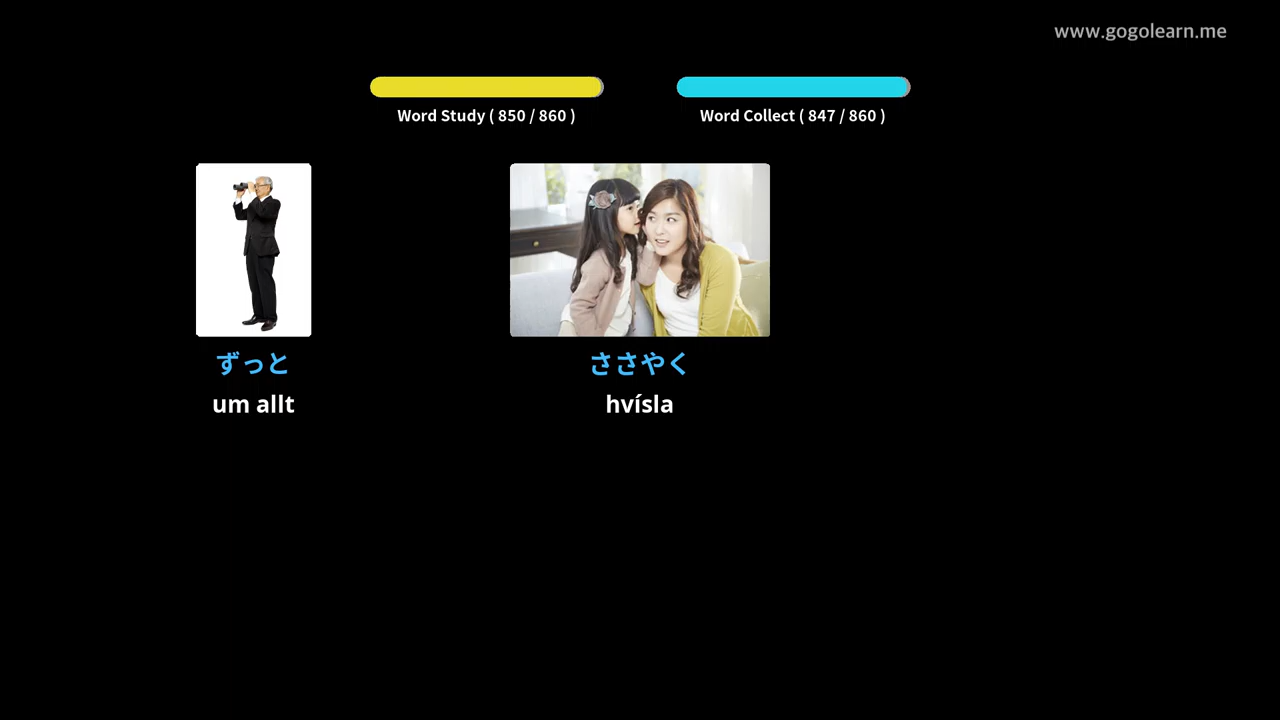 www.gogolearn.me
Word Study ( 850 / 860 )
Word Collect ( 847 / 860 )
ずっと
um allt
ささやく
hvísla